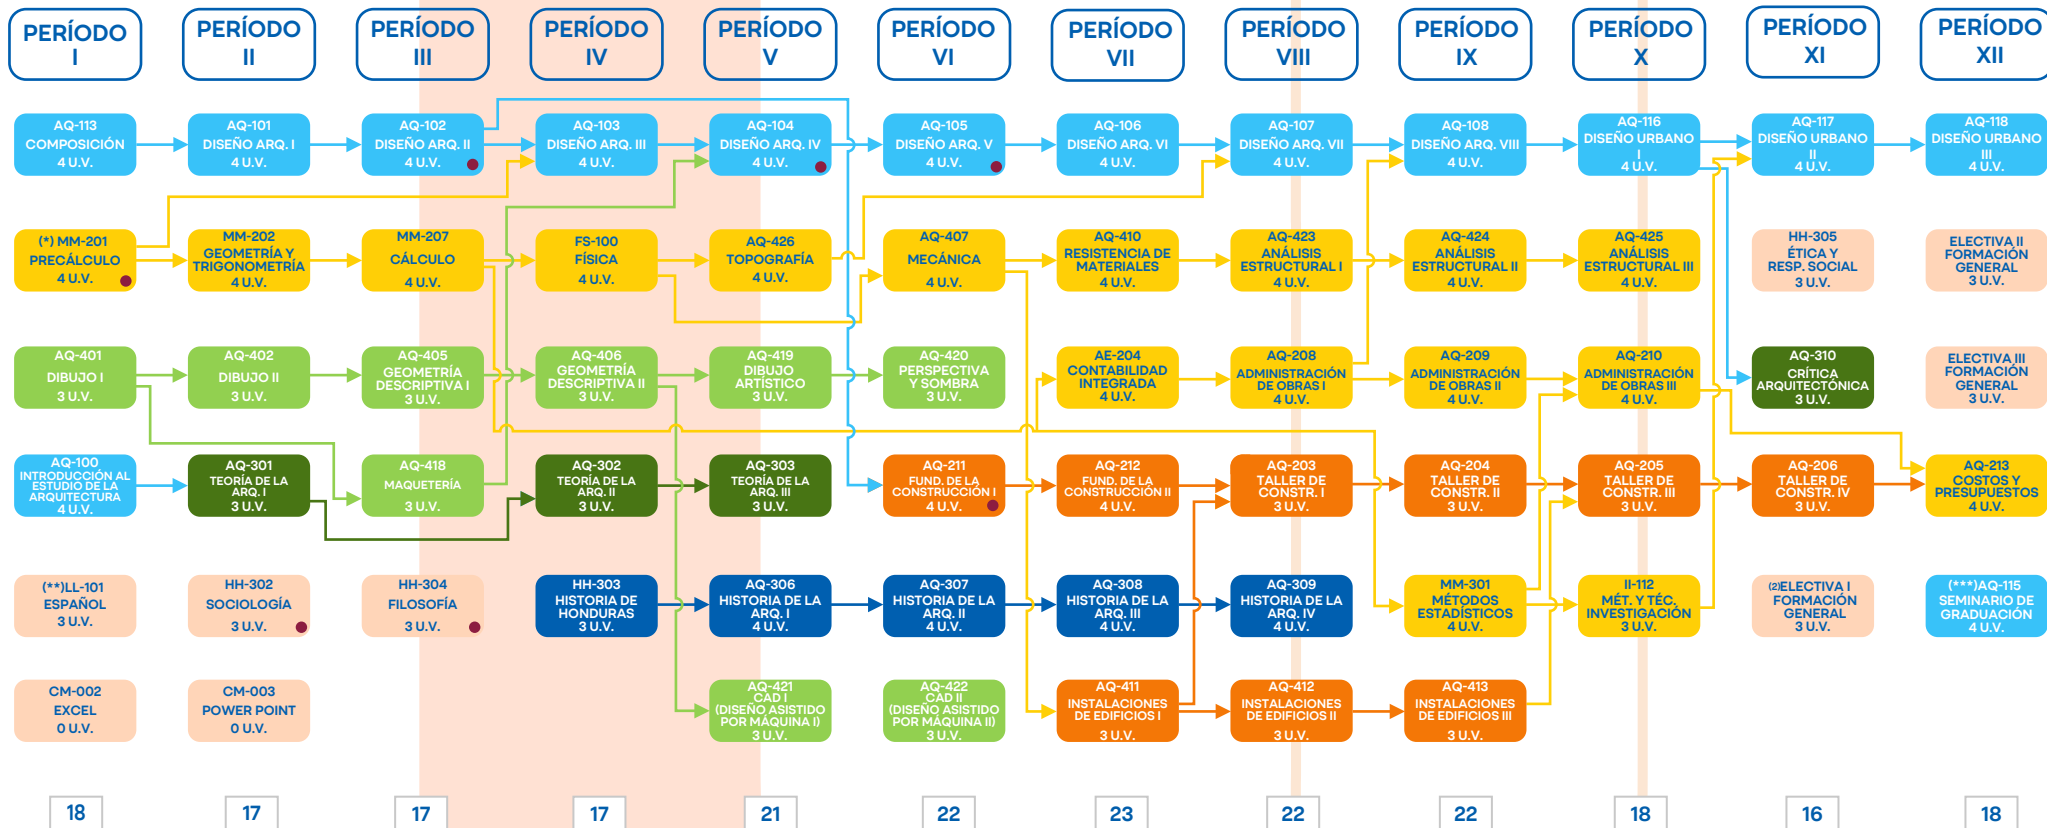 PERÍODO
I
PERÍODO
II
PERÍODO
III
PERÍODO
IV
PERÍODO
V
PERÍODO
VI
PERÍODO
VII
PERÍODO
VIII
PERÍODO
IX
PERÍODO
X
PERÍODO
XI
PERÍODO
XII
AQ-113
COMPOSICIÓN
4 U.V.
AQ-101
DISEÑO ARQ. I
4 U.V.
AQ-102
DISEÑO ARQ. II
4 U.V.
AQ-103
DISEÑO ARQ. III
4 U.V.
AQ-104
DISEÑO ARQ. IV
4 U.V.
AQ-105
DISEÑO ARQ. V
4 U.V.
AQ-106
DISEÑO ARQ. VI
4 U.V.
AQ-107
DISEÑO ARQ. VII
4 U.V.
AQ-108
DISEÑO ARQ. VIII
4 U.V.
AQ-116
DISEÑO URBANO
I
4 U.V.
AQ-117
DISEÑO URBANO
II
4 U.V.
AQ-118
DISEÑO URBANO
III
4 U.V.
(*) MM-201
PRECÁLCULO
4 U.V.
MM-202
GEOMETRÍA Y
TRIGONOMETRÍA
4 U.V.
MM-207
CÁLCULO
4 U.V.
FS-100
FÍSICA
4 U.V.
AQ-426
TOPOGRAFÍA
4 U.V.
AQ-407
MECÁNICA
4 U.V.
AQ-410
RESISTENCIA DE
MATERIALES
4 U.V.
AQ-423
ANÁLISIS
ESTRUCTURAL I
4 U.V.
AQ-424
ANÁLISIS
ESTRUCTURAL II
4 U.V.
AQ-425
ANÁLISIS
ESTRUCTURAL III
4 U.V.
HH-305
ÉTICA Y
RESP. SOCIAL
3 U.V.
ELECTIVA II
FORMACIÓN
GENERAL
3 U.V.
AQ-401
DIBUJO I
3 U.V.
AQ-402
DIBUJO II
3 U.V.
AQ-405
GEOMETRÍA
DESCRIPTIVA I
3 U.V.
AQ-406
GEOMETRÍA
DESCRIPTIVA II
3 U.V.
AQ-419
DIBUJO
ARTÍSTICO
3 U.V.
AQ-420
PERSPECTIVA
Y SOMBRA
3 U.V.
AE-204
CONTABILIDAD
INTEGRADA
4 U.V.
AQ-208
ADMINISTRACIÓN
DE OBRAS I
4 U.V.
AQ-209
ADMINISTRACIÓN
DE OBRAS II
4 U.V.
AQ-210
ADMINISTRACIÓN
DE OBRAS III
4 U.V.
AQ-310
CRÍTICA
ARQUITECTÓNICA
3 U.V.
ELECTIVA III
FORMACIÓN
GENERAL
3 U.V.
AQ-100
INTRODUCCIÓN AL
ESTUDIO DE LA
ARQUITECTURA
4 U.V.
AQ-301
TEORÍA DE LA
ARQ. I
3 U.V.
AQ-418
MAQUETERÍA
3 U.V.
AQ-302
TEORÍA DE LA
ARQ. II
3 U.V.
AQ-303
TEORÍA DE LA
ARQ. III
3 U.V.
AQ-211
FUND. DE LA
CONSTRUCCIÓN I
4 U.V.
AQ-212
FUND. DE LA
CONSTRUCCIÓN II
4 U.V.
AQ-203
TALLER DE
CONSTR. I
3 U.V.
AQ-204
TALLER DE
CONSTR. II
3 U.V.
AQ-205
TALLER DE
CONSTR. III
3 U.V.
AQ-206
TALLER DE
CONSTR. IV
3 U.V.
AQ-213
COSTOS Y
PRESUPUESTOS
4 U.V.
(**)LL-101
ESPAÑOL
3 U.V.
HH-302
SOCIOLOGÍA
3 U.V.
HH-304
FILOSOFÍA
3 U.V.
HH-303
HISTORIA DE
HONDURAS
3 U.V.
AQ-306
HISTORIA DE LA
ARQ. I
4 U.V.
AQ-307
HISTORIA DE LA
ARQ. II
4 U.V.
AQ-308
HISTORIA DE LA
ARQ. III
4 U.V.
AQ-309
HISTORIA DE LA
ARQ. IV
4 U.V.
MM-301
MÉTODOS
ESTADÍSTICOS
4 U.V.
II-112
MÉT. Y TÉC.
INVESTIGACIÓN
3 U.V.
(2)ELECTIVA I
FORMACIÓN
GENERAL
3 U.V.
(***)AQ-115
SEMINARIO DE
GRADUACIÓN
4 U.V.
CM-002
EXCEL
0 U.V.
CM-003
POWER POINT
0 U.V.
AQ-421
CAD I
(DISEÑO ASISTIDO
POR MÁQUINA I)
3 U.V.
AQ-422
CAD II
(DISEÑO ASISTIDO
POR MÁQUINA II)
3 U.V.
AQ-411
INSTALACIONES
DE EDIFICIOS I
3 U.V.
AQ-412
INSTALACIONES
DE EDIFICIOS II
3 U.V.
AQ-413
INSTALACIONES
DE EDIFICIOS III
3 U.V.
18
17
17
17
21
22
23
22
22
18
16
18